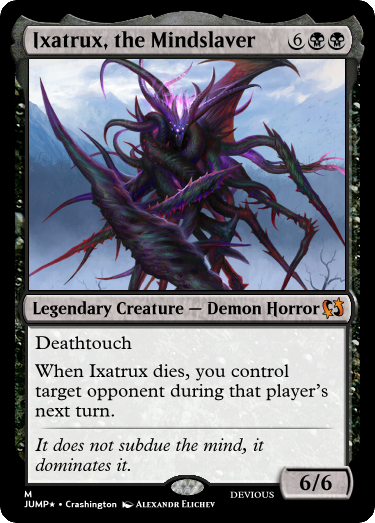 Ixatrux, the Mindslaver 6
Legendary Creature — Demon Horror
Deathtouch
When Ixatrux dies, you control
target opponent during that player's
next turn.
It does not subdue the mind, it
dominates it.
6/6
M
DEVIOUS
JUMP★ • Crashington Alexandr Elichev